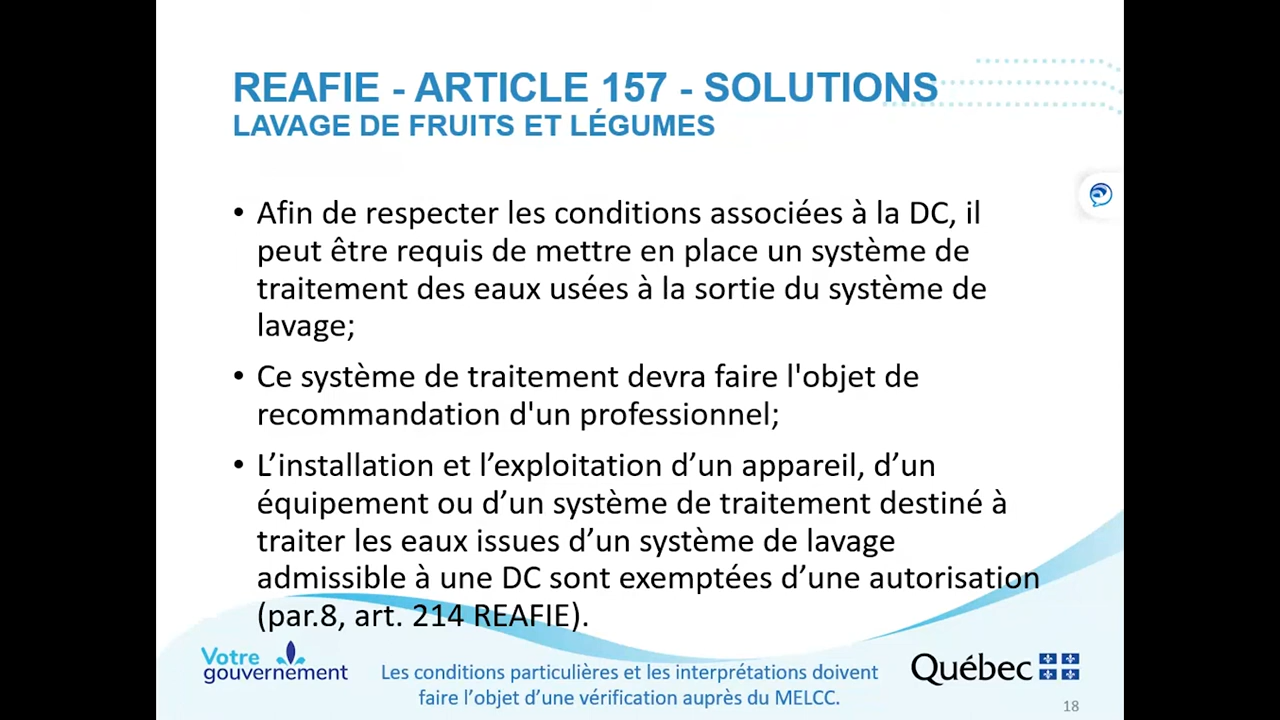 REAFIE - ARTICLE 157 - SOLUTIONS
LAVAGE DE FRUITS ET LÉGUMES
• Afin de respecter les conditions associées à la DC, il
peut être requis de mettre en place un système de
traitement des eaux usées à la sortie du système de
lavage;
• Ce système de traitement devra faire l'objet de
recommandation d'un professionnel;
• L’installation et l’exploitation d’un appareil, d’un
équipement ou d’un système de traitement destiné à
traiter les eaux issues d’un système de lavage
admissible à une DC sont exemptées d’une autorisation
(par.8, art. 214 REAFIE).
Votre
gouvernement
Les conditions particulières et les interprétations doivent
faire l’objet d’une vérification auprès du MELCC.
Québec
18